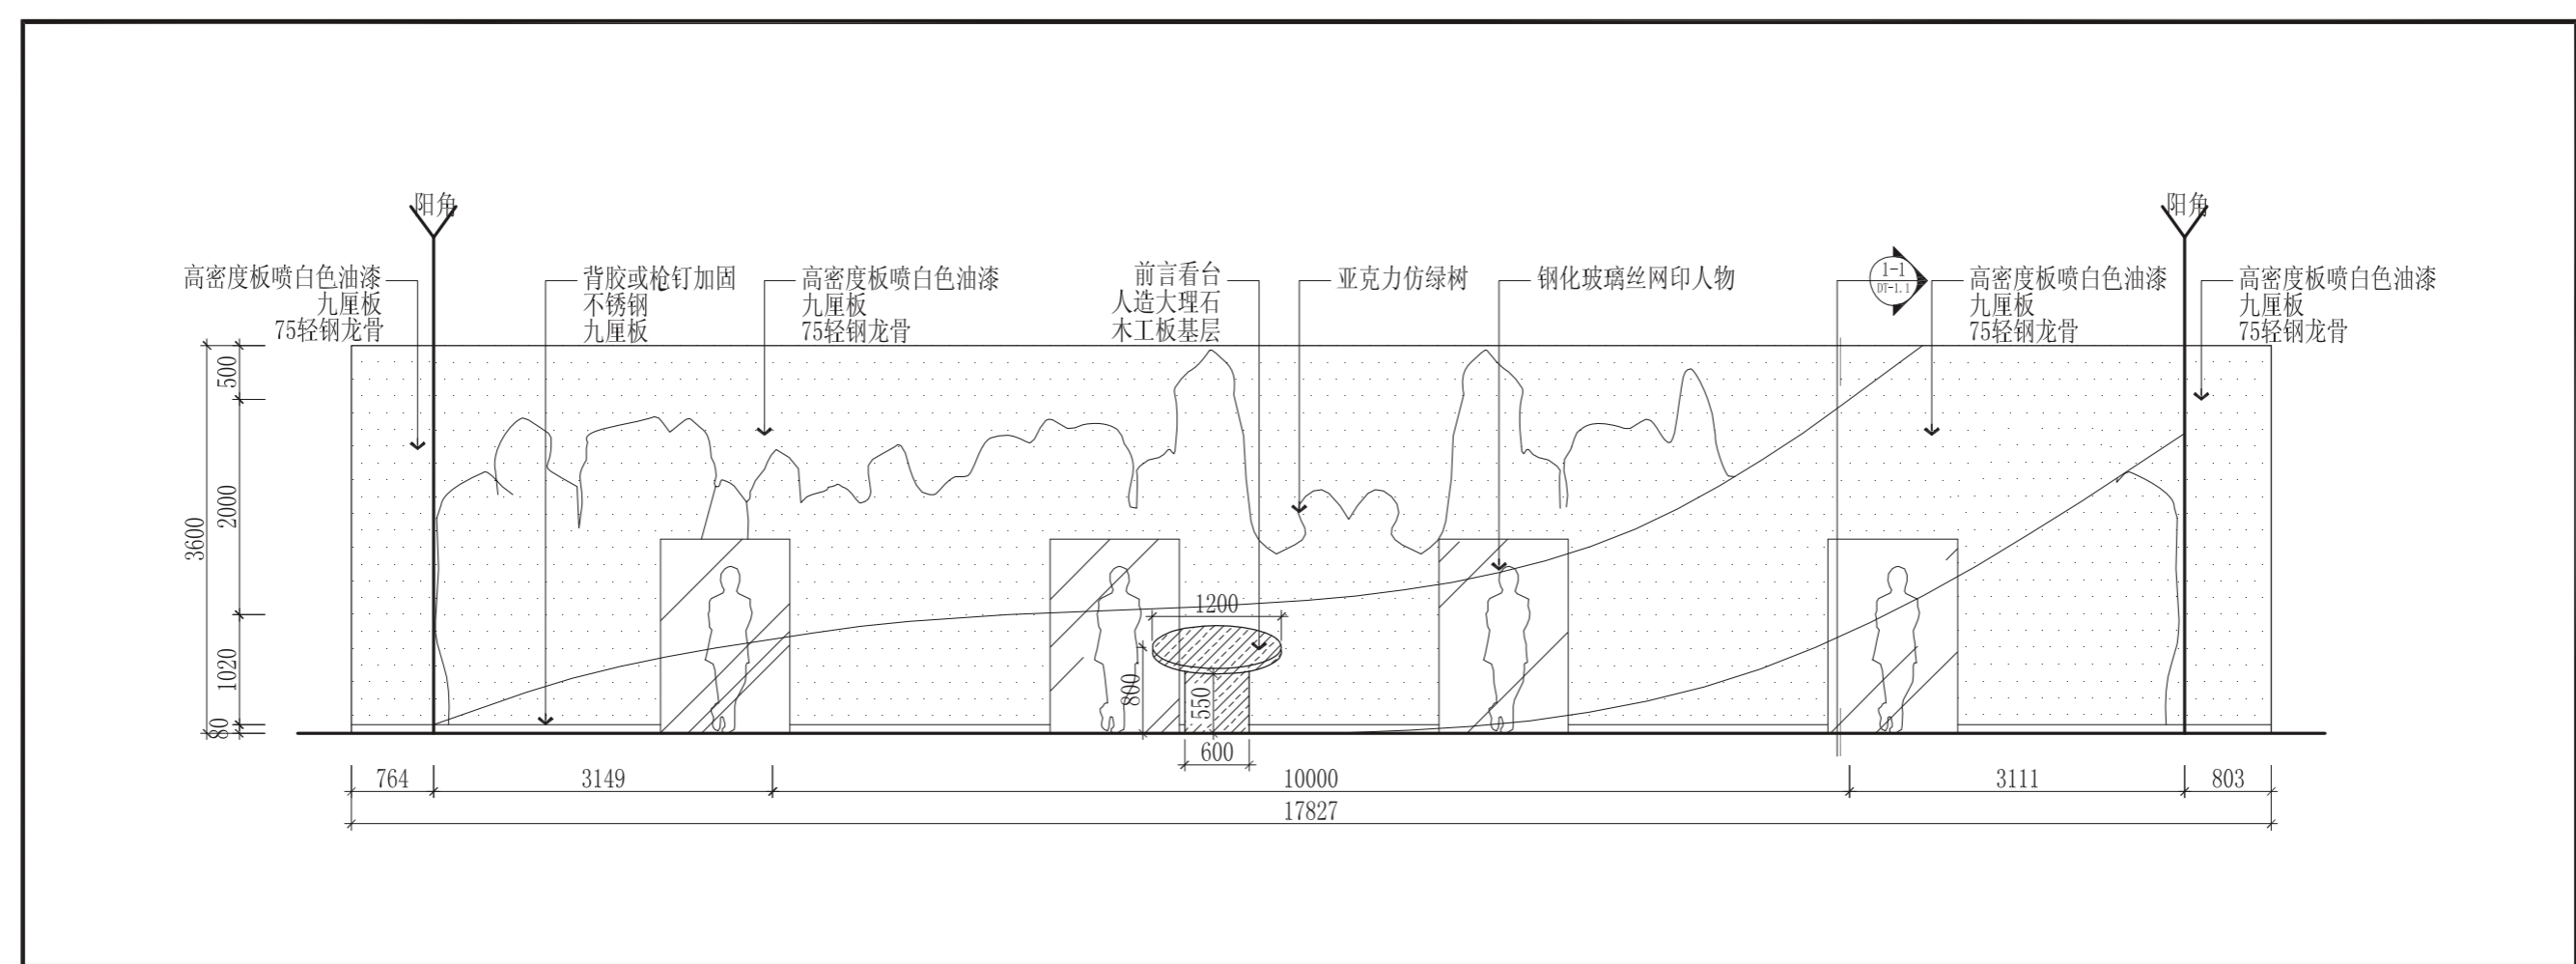 阳角
阳角
高密度板喷白色油漆
九厘板
75轻钢龙骨
背胶或枪钉加固
不锈钢
九厘板
高密度板喷白色油漆
九厘板
75轻钢龙骨
前言看台
人造大理石
木工板基层
亚克力仿绿树
钢化玻璃丝网印人物
1-1
DT-1.1
高密度板喷白色油漆
九厘板
75轻钢龙骨
高密度板喷白色油漆
九厘板
75轻钢龙骨
3600
500
2000
1020
80
1200
800
550
600
764
3149
10000
3111
803
17827